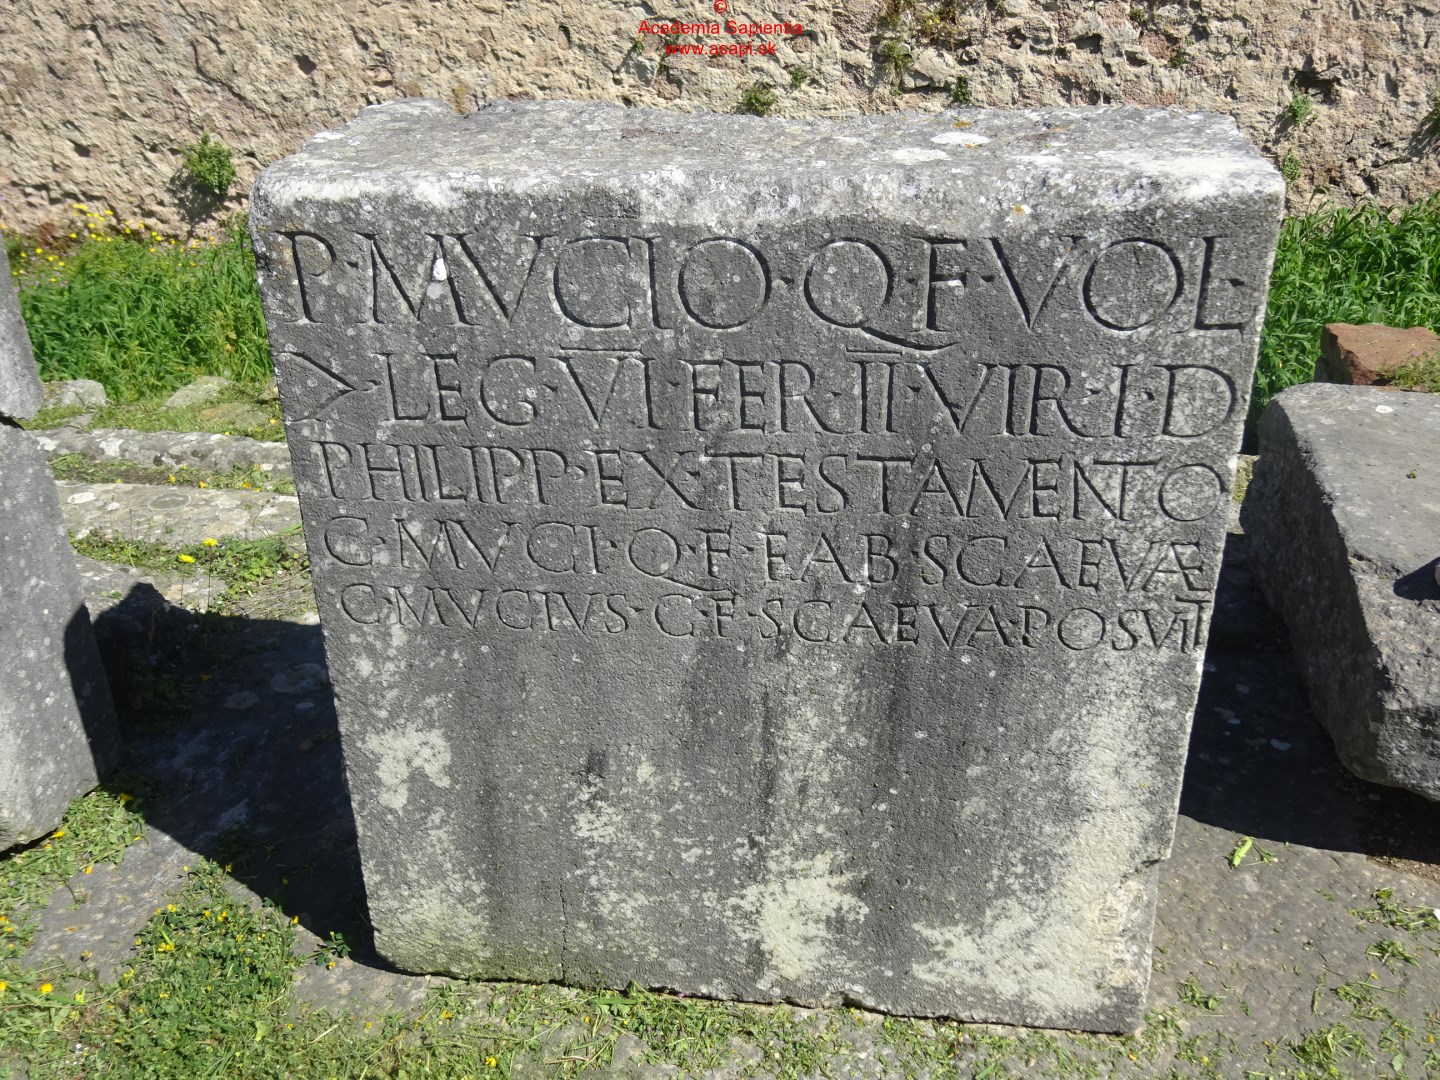 ©
Academia Sapientia
www.asapi.sk
P·MVCIO·Q·F·VOL·
>·LEG·VI·FER·II·VIR·I·D
PHILIPP·EX·TESTAMENTO
C·MVCI·Q·F·FAB·SCAEVAE
C·MVCIVS·C·F·SCAEVA·POSVIT